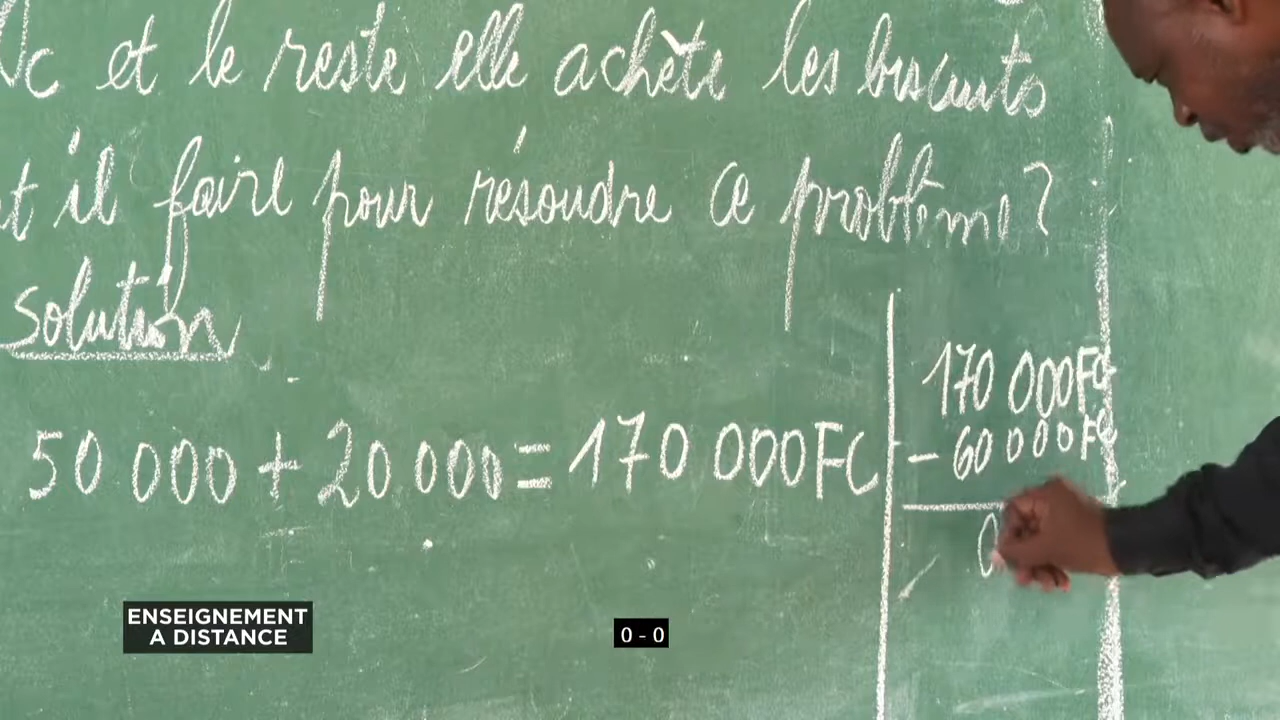 et le reste elle achète les biscuits
t il faire pour résoudre ce problème?
solution
50 000 + 20 000 = 170 000FC
170 000FC
- 60 000FC
0
ENSEIGNEMENT
A DISTANCE
0 - 0